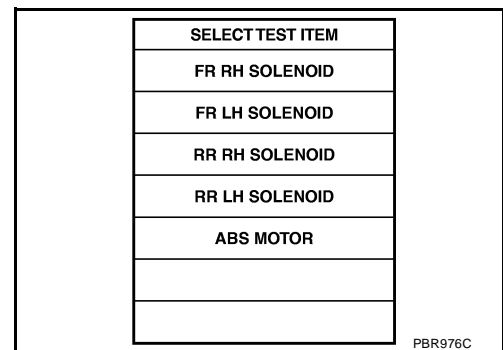 SELECT TEST ITEM
FR RH SOLENOID
FR LH SOLENOID
RR RH SOLENOID
RR LH SOLENOID
ABS MOTOR
PBR976C